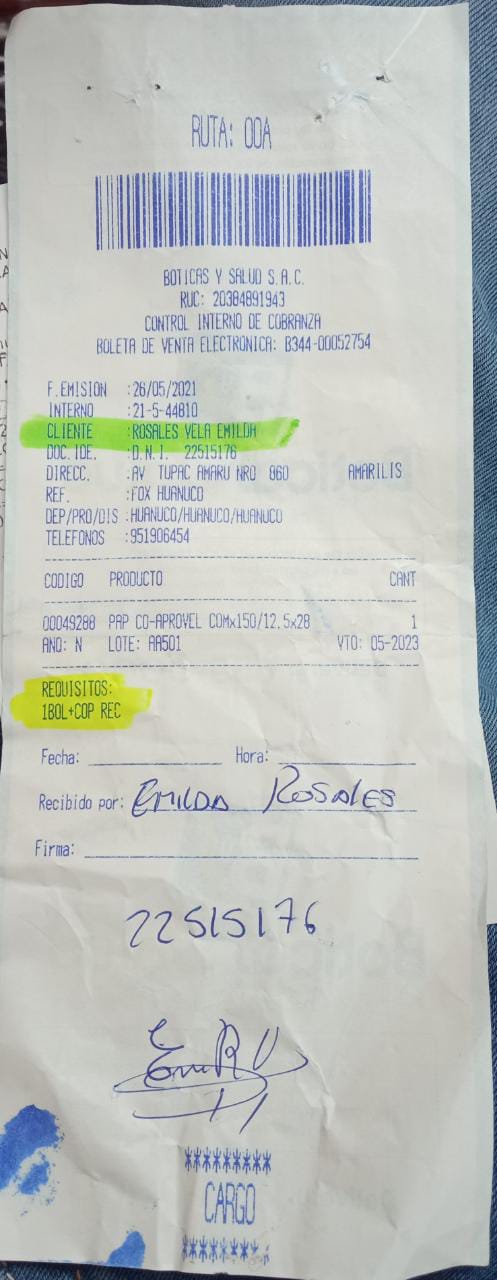 RUTA: 00A
BOTICAS Y SALUD S.A.C.
RUC: 20384891943
CONTROL INTERNO DE COBRANZA
BOLETA DE VENTA ELECTRONICA: B344-00052754
F.EMISION :26/05/2021
INTERNO :21-5-44810
CLIENTE :ROSALES VELA EMILDA
DOC.IDE. :D.N.I. 22515176
DIRECC. :AV TUPAC AMARU NRO 860 AMARILIS
REF. :FOX HUANUCO
DEP/PRO/DIS :HUANUCO/HUANUCO/HUANUCO
TELEFONOS :951906454
CODIGO PRODUCTO CANT
00049288 PAP CO-APROVEL COMx150/12.5x28 1
ANO: N LOTE: AA501 VTO: 05-2023
REQUISITOS:
1BOL+COP REC
Fecha: Hora:
Recibido por: EMILDA ROSALES
Firma:
22515176
*********
CARGO
*********